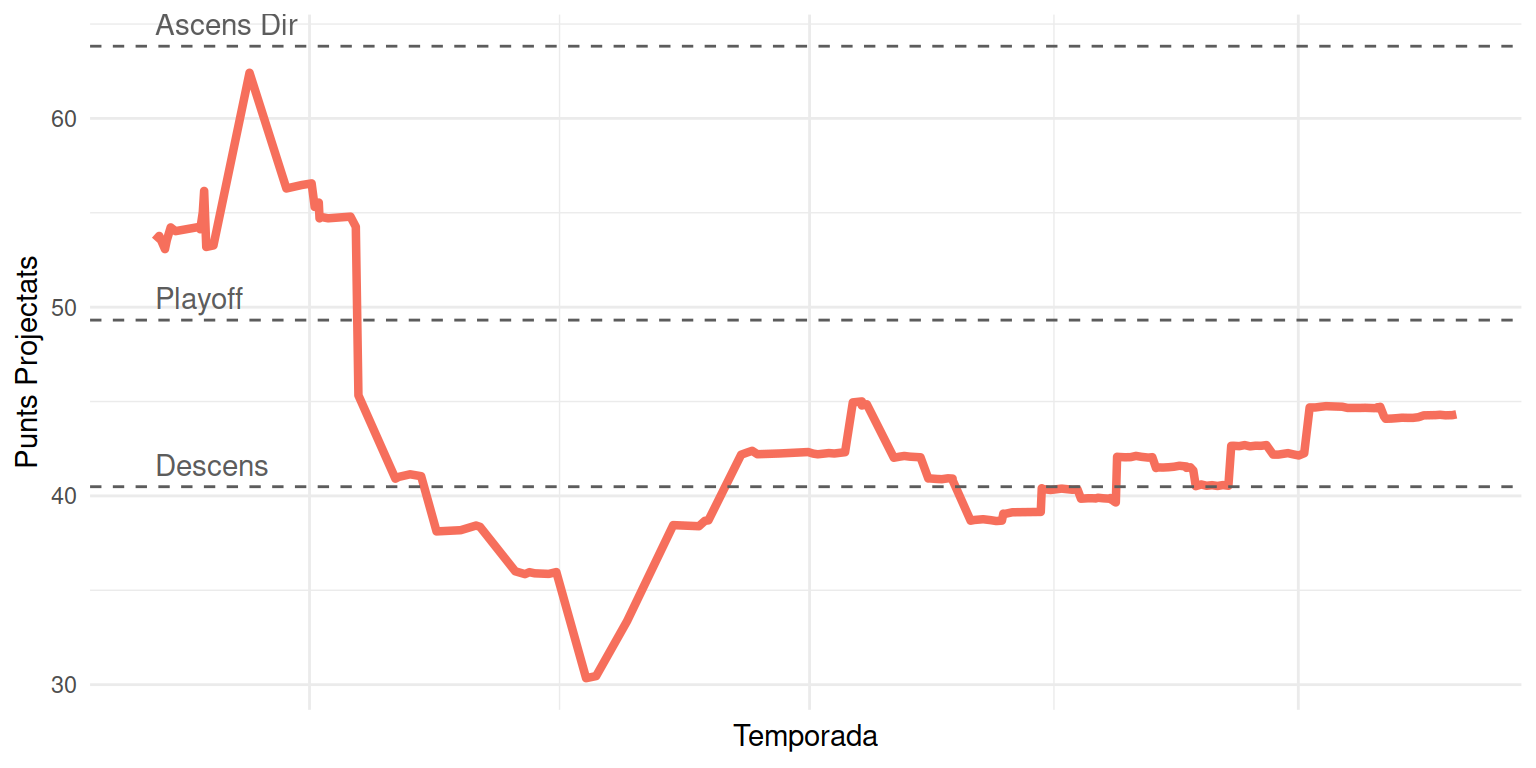 Ascens Dir
60
Playoff
50
Descens
40
30
Punts Projectats
Temporada